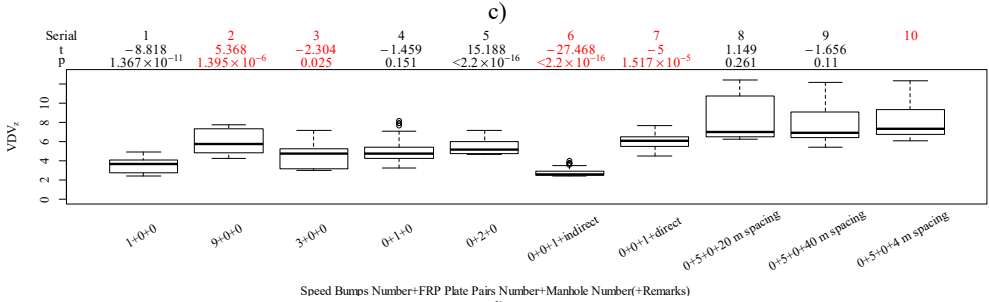 c)
Serial 1 2 3 4 5 6 7 8 9 10
t −8.818 5.368 −2.304 −1.459 15.188 −27.468 −5 1.149 −1.656
P 1.367×10⁻¹¹ 1.395×10⁻⁶ 0.025 0.151 <2.2×10⁻¹⁶ <2.2×10⁻¹⁶ 1.517×10⁻⁵ 0.261 0.11
VDVz
10
8
6
4
2
0
1+0+0
9+0+0
3+0+0
0+1+0
0+2+0
0+0+1+indirect
0+0+1+direct
0+5+0+20 m spacing
0+5+0+40 m spacing
0+5+0+4 m spacing
Speed Bumps Number+FRP Plate Pairs Number+Manhole Number(+Remarks)